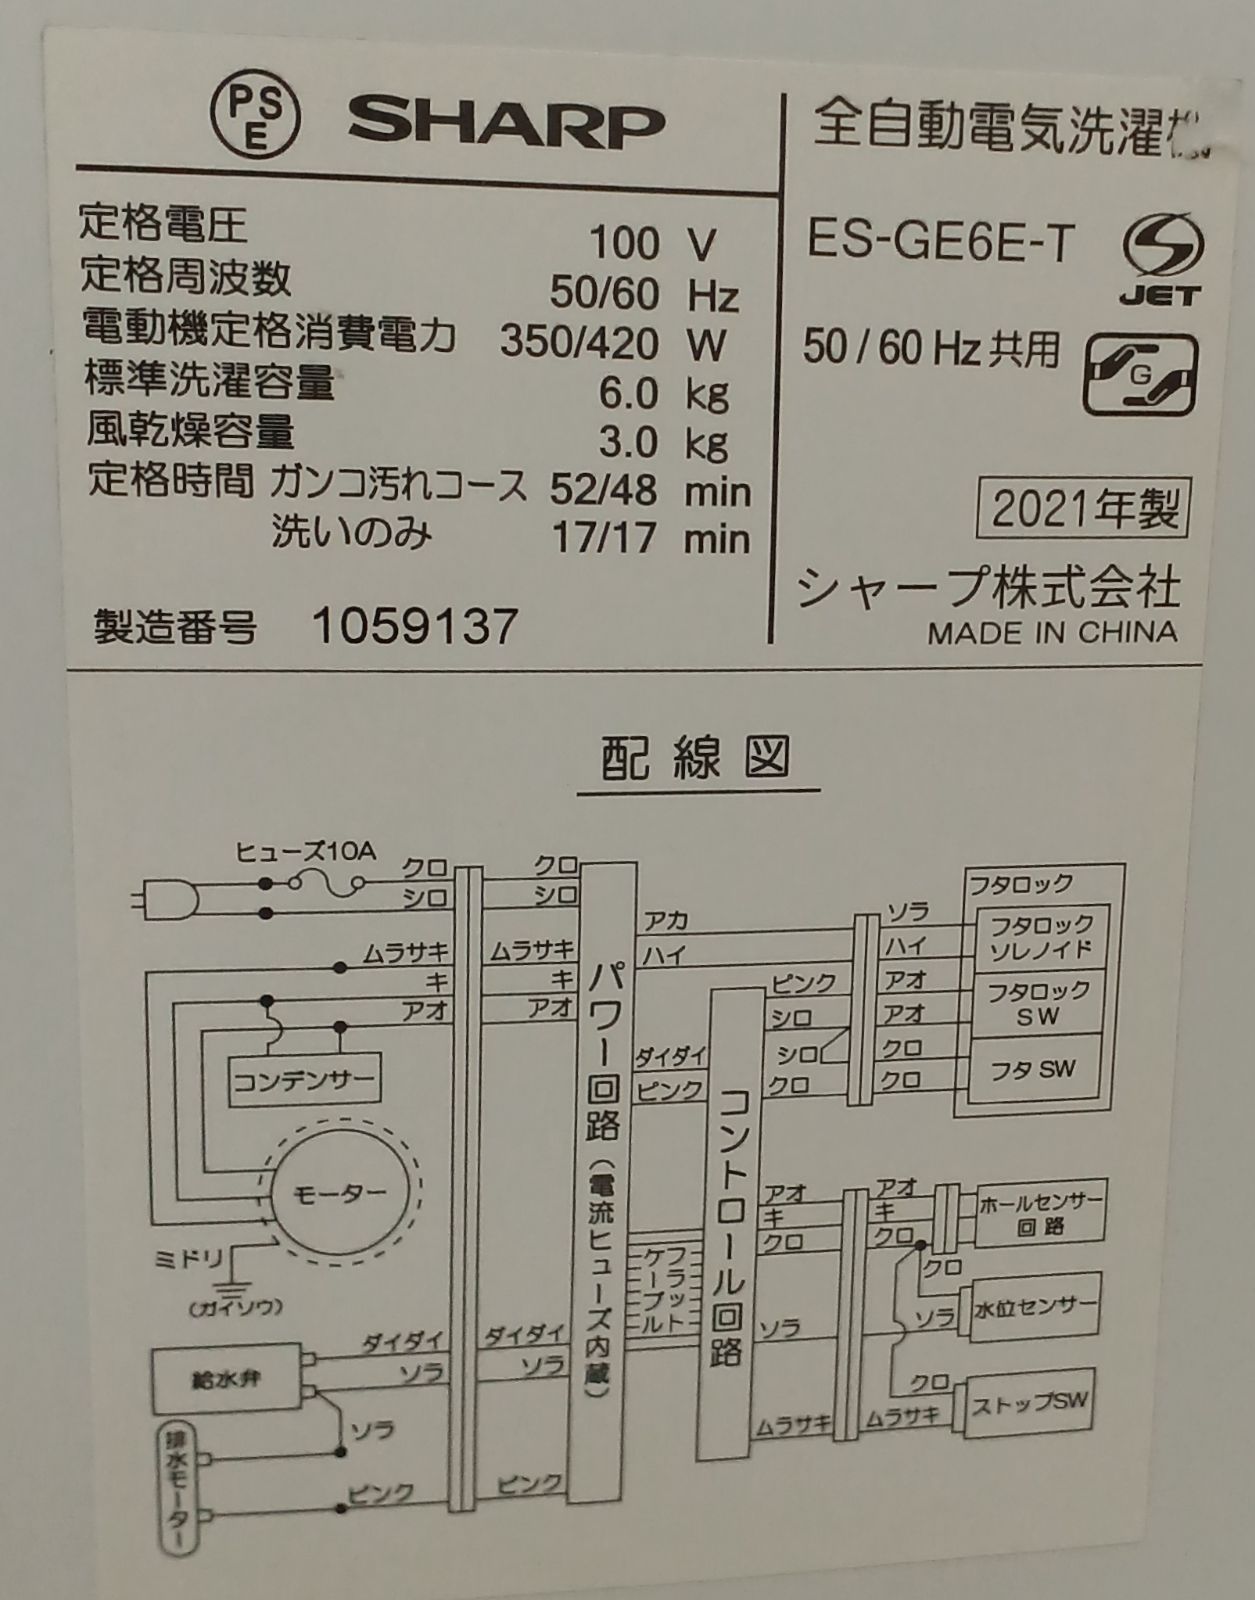 PSE SHARP
定格電圧 100 V
定格周波数 50/60 Hz
電動機定格消費電力 350/420 W
標準洗濯容量 6.0 kg
風乾燥容量 3.0 kg
定格時間 ガンコ汚れコース 52/48 min
洗いのみ 17/17 min
製造番号 1059137
全自動電気洗濯機
ES-GE6E-T
JET
50 / 60 Hz 共用
G
2021年製
シャープ株式会社
MADE IN CHINA
配線図
ヒューズ10A
クロ
シロ
ムラサキ
キ
アオ
コンデンサー
モーター
ミドリ
(ガイソウ)
ダイダイ
ソラ
給水弁
ソラ
排水モーター
ピンク
クロ
シロ
ムラサキ
キ
アオ
ダイダイ
ソラ
ピンク
パワー回路(電流ヒューズ内蔵)
アカ
ハイ
ダイダイ
ピンク
フラット
ケーブル
コントロール回路
ピンク
シロ
シロ
クロ
アオ
キ
クロ
ソラ
ムラサキ
ソラ
ハイ
アオ
アオ
クロ
クロ
フタロック
フタロック
ソレノイド
フタロック
SW
フタ SW
アオ
キ
クロ
クロ
ソラ
クロ
ムラサキ
ホールセンサー
回路
水位センサー
ストップSW